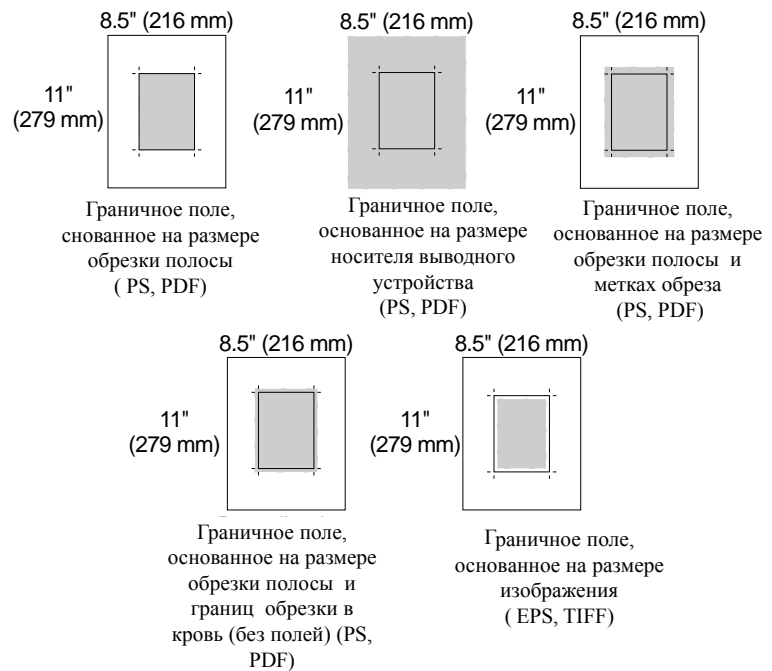 8.5" (216 mm)
11"
(279 mm)
Граничное поле,
снованное на размере
обрезки полосы
( PS, PDF)
8.5" (216 mm)
11"
(279 mm)
Граничное поле,
основанное на размере
носителя выводного
устройства
(PS, PDF)
8.5" (216 mm)
11"
(279 mm)
Граничное поле,
основанное на размере
обрезки полосы и
метках обреза
(PS, PDF)
8.5" (216 mm)
11"
(279 mm)
Граничное поле,
основанное на размере
обрезки полосы и
границ обрезки в
кровь (без полей) (PS,
PDF)
8.5" (216 mm)
11"
(279 mm)
Граничное поле,
основанное на размере
изображения
( EPS, TIFF)